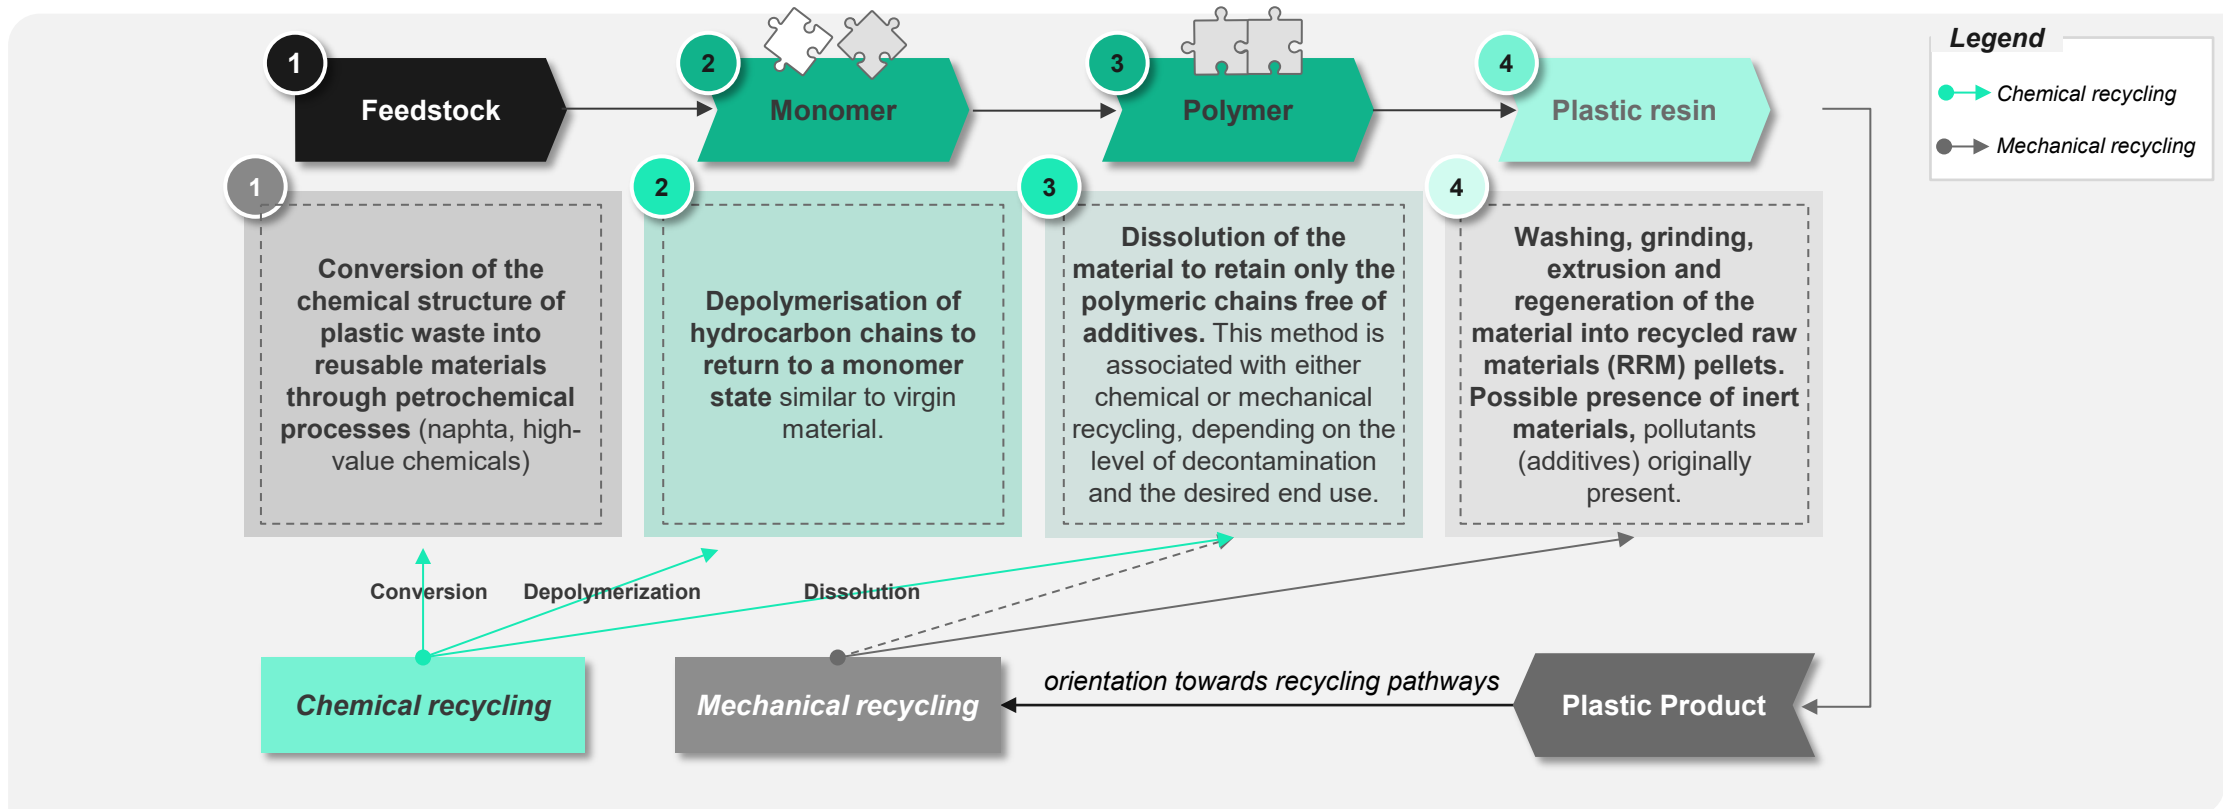 1
Feedstock
2
Monomer
3
Polymer
4
Plastic resin
Legend
Chemical recycling
Mechanical recycling
1
Conversion of the
chemical structure of
plastic waste into
reusable materials
through petrochemical
processes (naphta, high-
value chemicals)
2
Depolymerisation of
hydrocarbon chains to
return to a monomer
state similar to virgin
material.
3
Dissolution of the
material to retain only the
polymeric chains free of
additives. This method is
associated with either
chemical or mechanical
recycling, depending on the
level of decontamination
and the desired end use.
4
Washing, grinding,
extrusion and
regeneration of the
material into recycled raw
materials (RRM) pellets.
Possible presence of inert
materials, pollutants
(additives) originally
present.
Conversion
Depolymerization
Dissolution
Chemical recycling
Mechanical recycling
orientation towards recycling pathways
Plastic Product